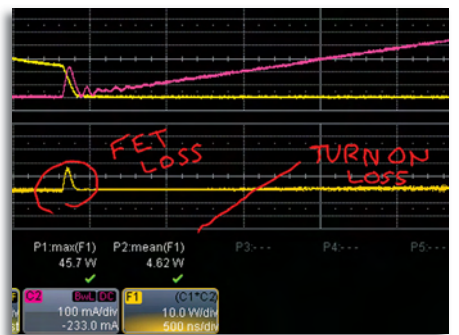 FET
LOSS
TURN ON
LOSS
P1:max(F1) P2:mean(F1) P3:--- P4:--- P5:---
45.7 W 4.62 W
C2 BwL DC F1 (C1*C2)
100 mA/div 10.0 W/div
-233.0 mA 500 ns/div